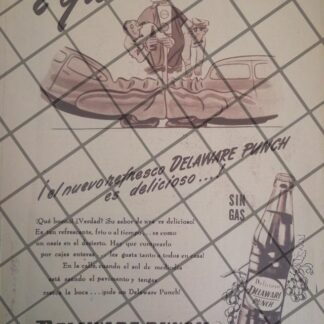 ¡el nuevo refresco DELAWARE PUNCH
es delicioso...!!
SIN
GAS
¡Qué bueno! ¿Verdad? ¡Su sabor de uva es delicioso!
Es tan refrescante, frío o al tiempo... es como
un oasis en el desierto. Hay que comprarlo
por cajas enteras... ¡les gusta tanto a todos en casa!
En la calle, cuando el sol de mediodía
está asando el pavimento y tengas
reseca la boca... ¡pide un Delaware Punch!
Delicious
DELAWARE
PUNCH